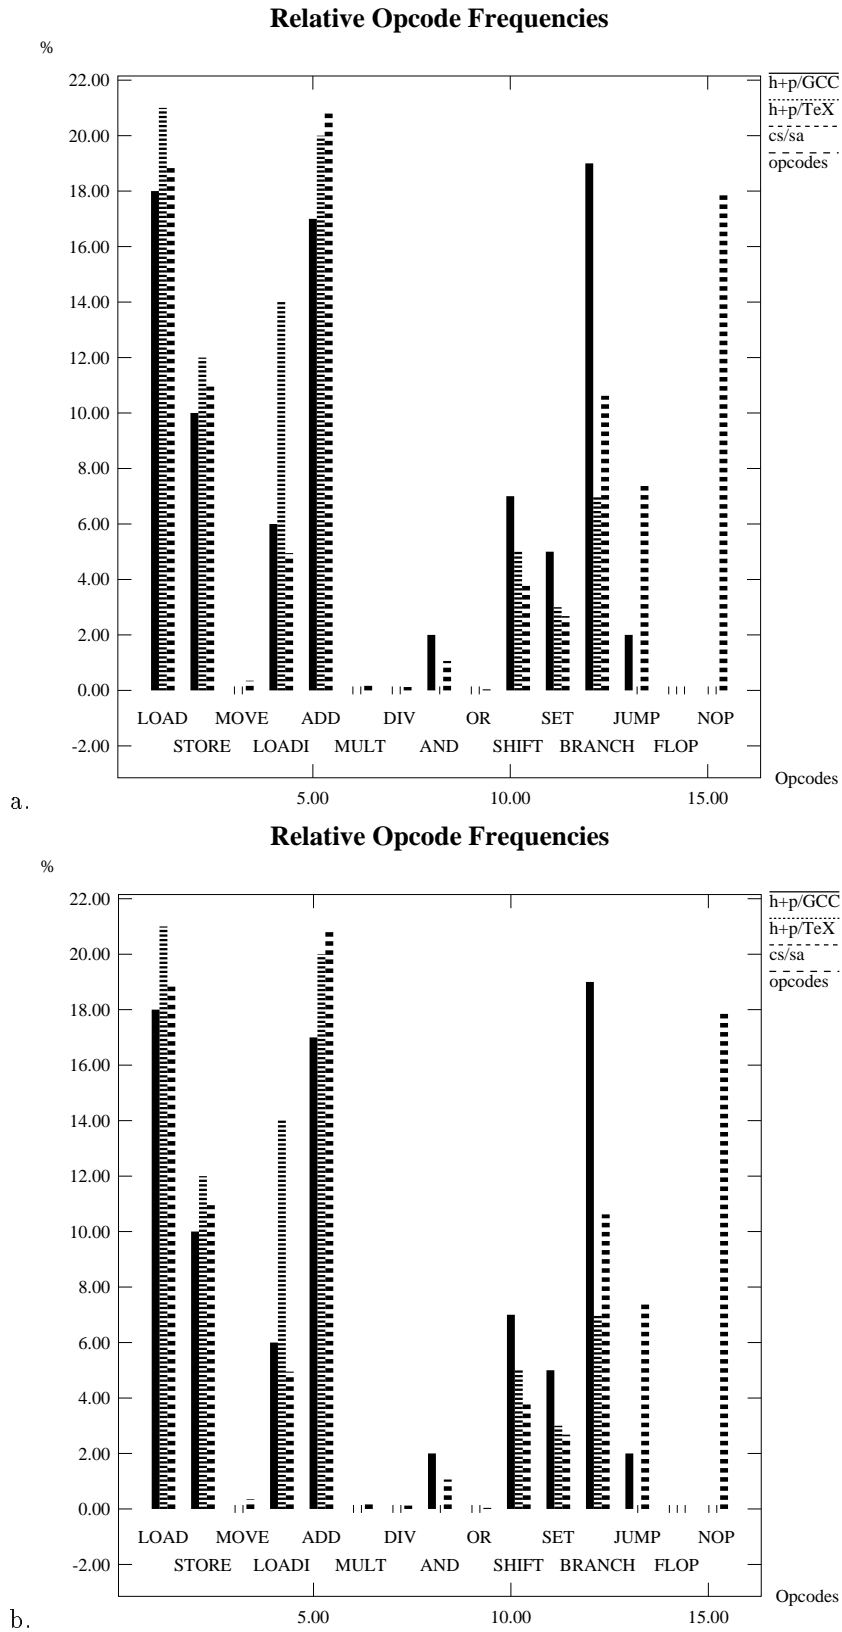 Relative Opcode Frequencies
%
22.00
20.00
18.00
16.00
14.00
12.00
10.00
8.00
6.00
4.00
2.00
0.00
-2.00
h+p/GCC
h+p/TeX
cs/sa
opcodes
LOAD MOVE ADD DIV OR SET JUMP NOP
STORE LOADI MULT AND SHIFT BRANCH FLOP
Opcodes
5.00 10.00 15.00
a.
Relative Opcode Frequencies
%
22.00
20.00
18.00
16.00
14.00
12.00
10.00
8.00
6.00
4.00
2.00
0.00
-2.00
h+p/GCC
h+p/TeX
cs/sa
opcodes
LOAD MOVE ADD DIV OR SET JUMP NOP
STORE LOADI MULT AND SHIFT BRANCH FLOP
Opcodes
5.00 10.00 15.00
b.